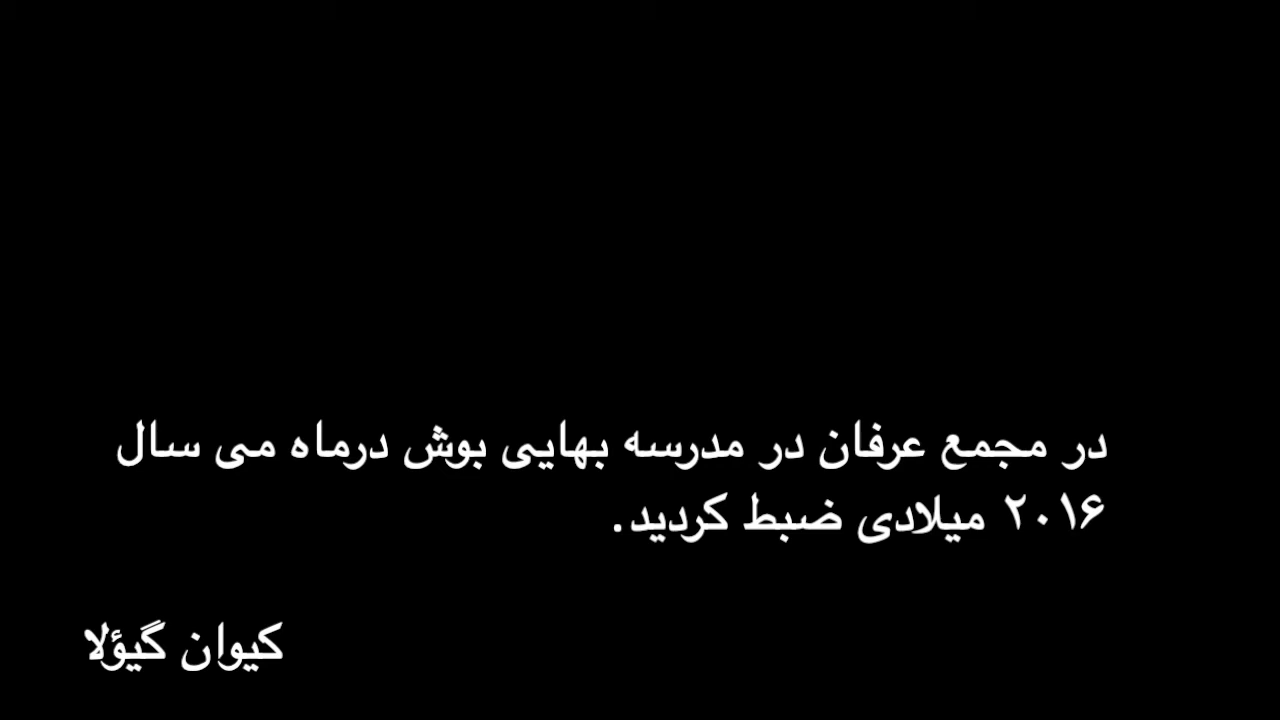 در مجمع عرفان در مدرسه بهایی بوش درماه می سال
۲۰۱۶ میلادی ضبط کردید.
کیوان گیؤلا